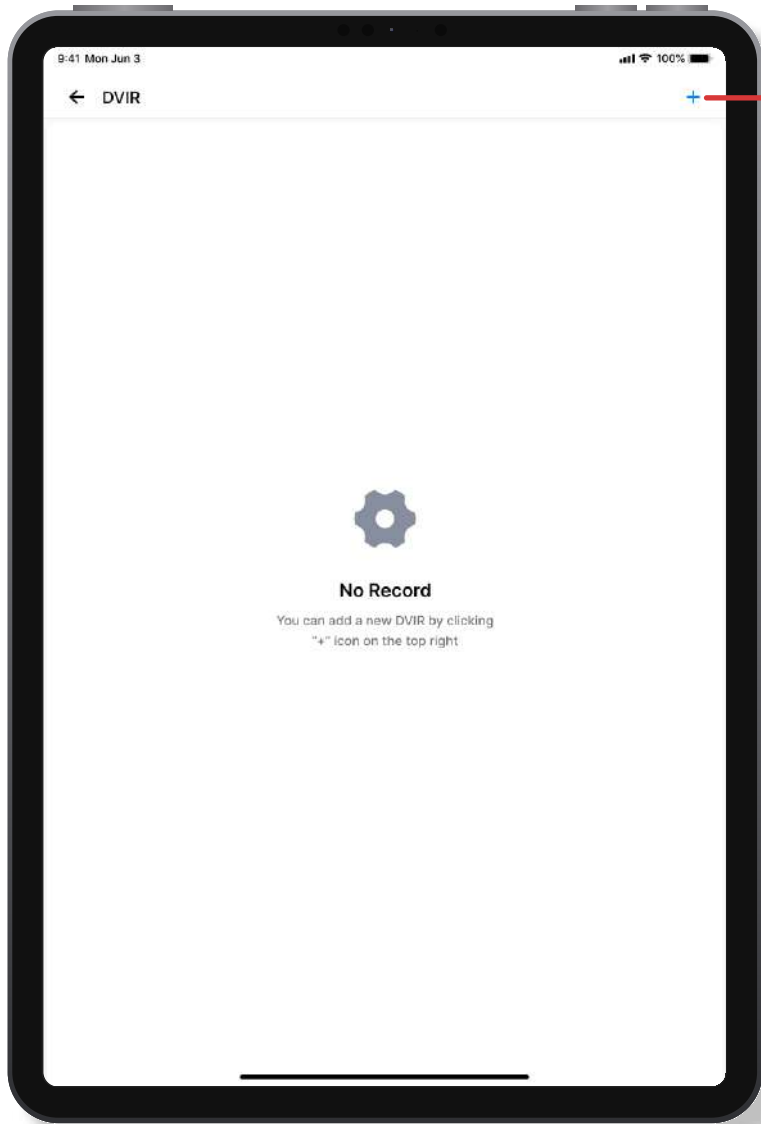 9:41 Mon Jun 3
100%
← DVIR +
No Record
You can add a new DVIR by clicking
"+" icon on the top right